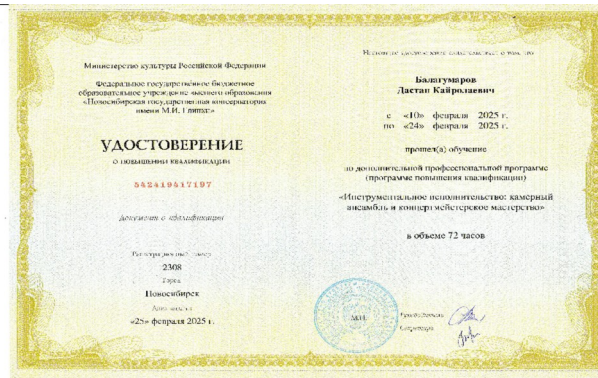 Министерство культуры Российской Федерации
Федеральное государственное бюджетное
образовательное учреждение высшего образования
«Новосибирская государственная консерватория
имени М.И. Глинки»
УДОСТОВЕРЕНИЕ
О ПОВЫШЕНИИ КВАЛИФИКАЦИИ
542419417197
Документ о квалификации
Регистрационный номер
2308
Город
Новосибирск
Дата выдачи
«25» февраля 2025 г.
Настоящее удостоверение свидетельствует о том, что
Балагумаров
Дастан Кайролаевич
с «10» февраля 2025 г.
по «24» февраля 2025 г.
прошел(а) обучение
по дополнительной профессиональной программе
(программе повышения квалификации)
«Инструментальное исполнительство: камерный
ансамбль и концертмейстерское мастерство»
в объеме 72 часов
М.П.
Руководитель
Секретарь